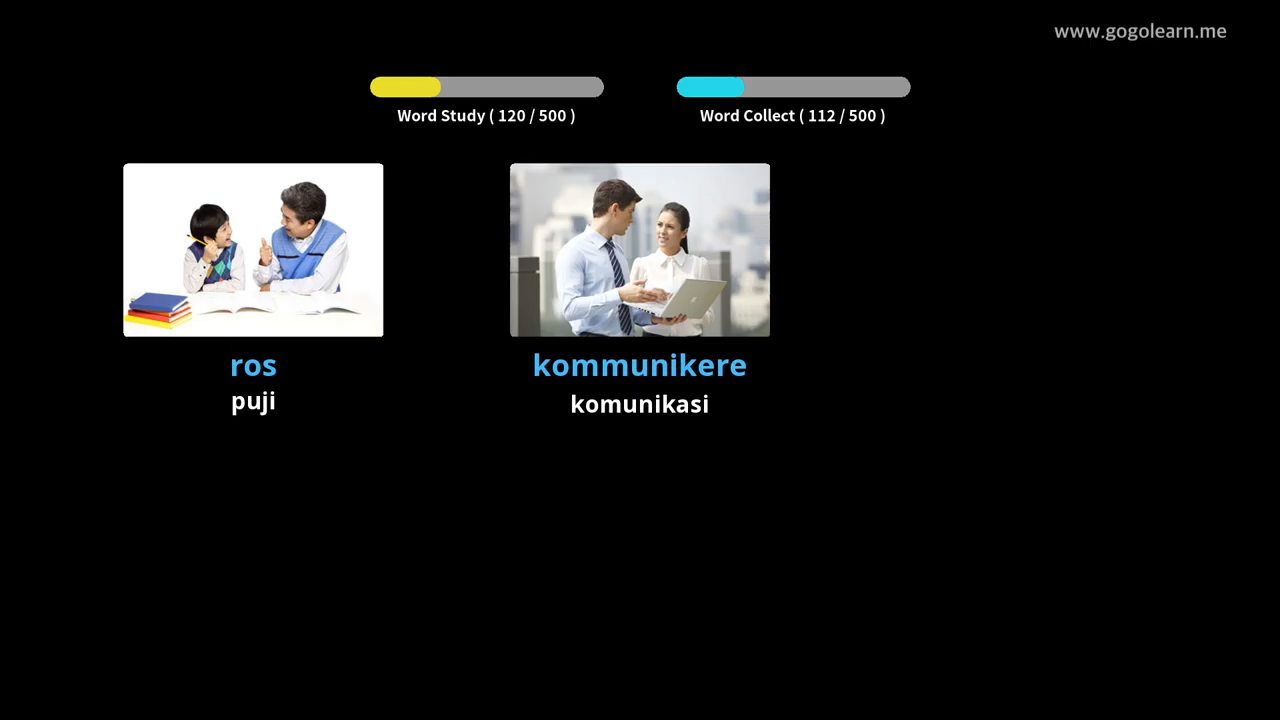 www.gogolearn.me
Word Study ( 120 / 500 )
Word Collect ( 112 / 500 )
ros
puji
kommunikere
komunikasi